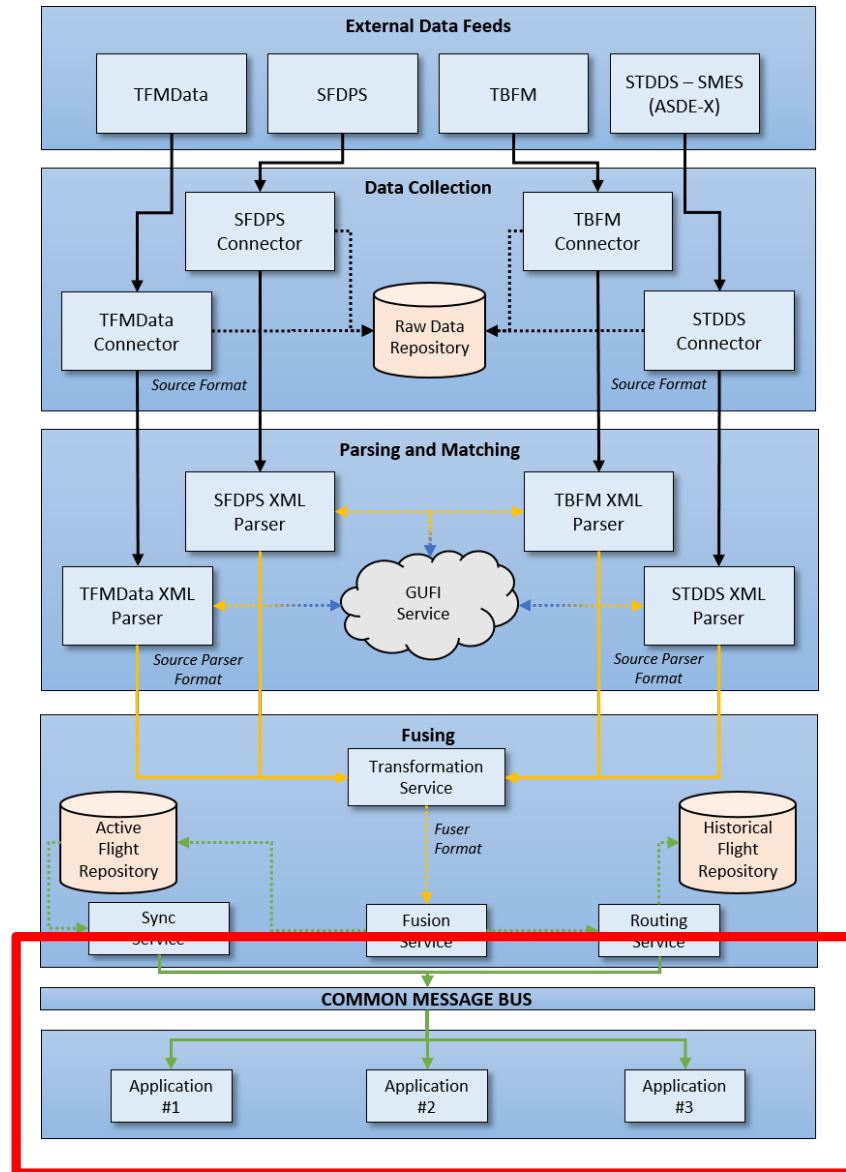 External Data Feeds
TFMData
SFDPS
TBFM
STDDS – SMES
(ASDE-X)
Data Collection
SFDPS
Connector
TBFM
Connector
TFMData
Connector
Raw Data
Repository
STDDS
Connector
Source Format
Source Format
Parsing and Matching
SFDPS XML
Parser
TBFM XML
Parser
TFMData XML
Parser
GUFI
Service
STDDS XML
Parser
Source Parser
Format
Source Parser
Format
Fusing
Transformation
Service
Active
Flight
Repository
Fuser
Format
Historical
Flight
Repository
Sync
Service
Fusion
Service
Routing
Service
COMMON MESSAGE BUS
Application
#1
Application
#2
Application
#3